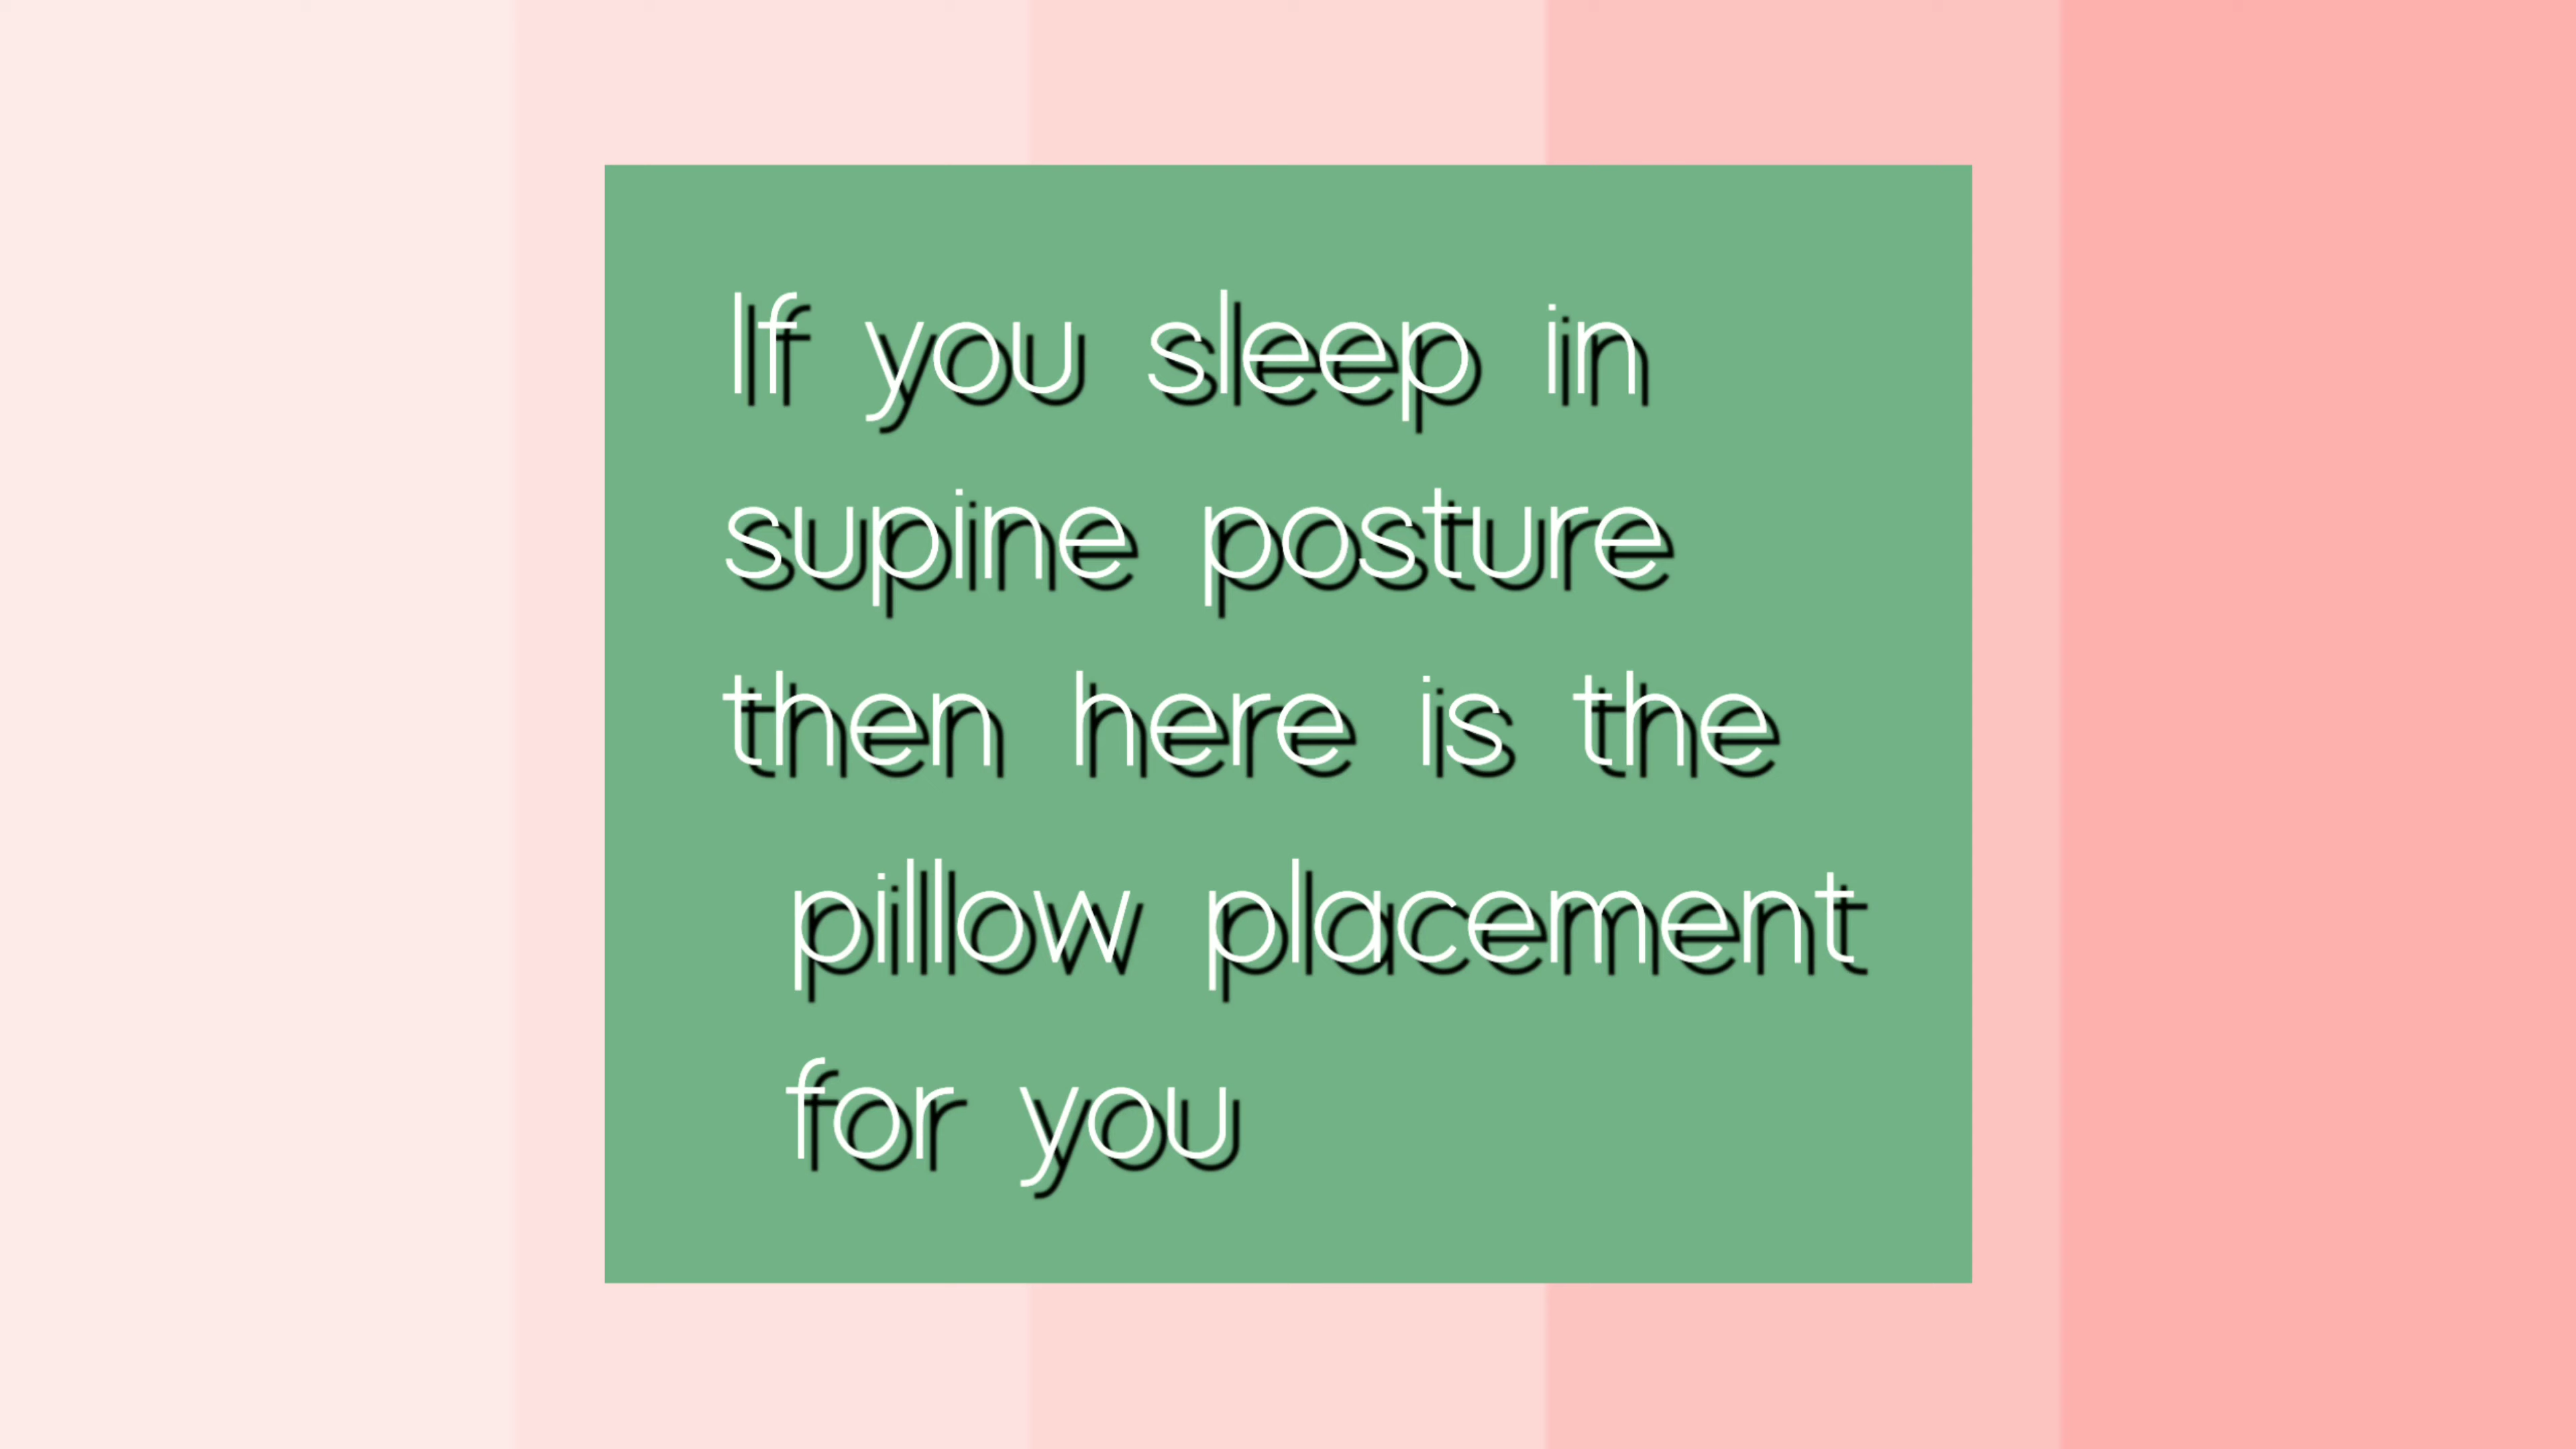 If you sleep in
supine posture
then here is the
pillow placement
for you